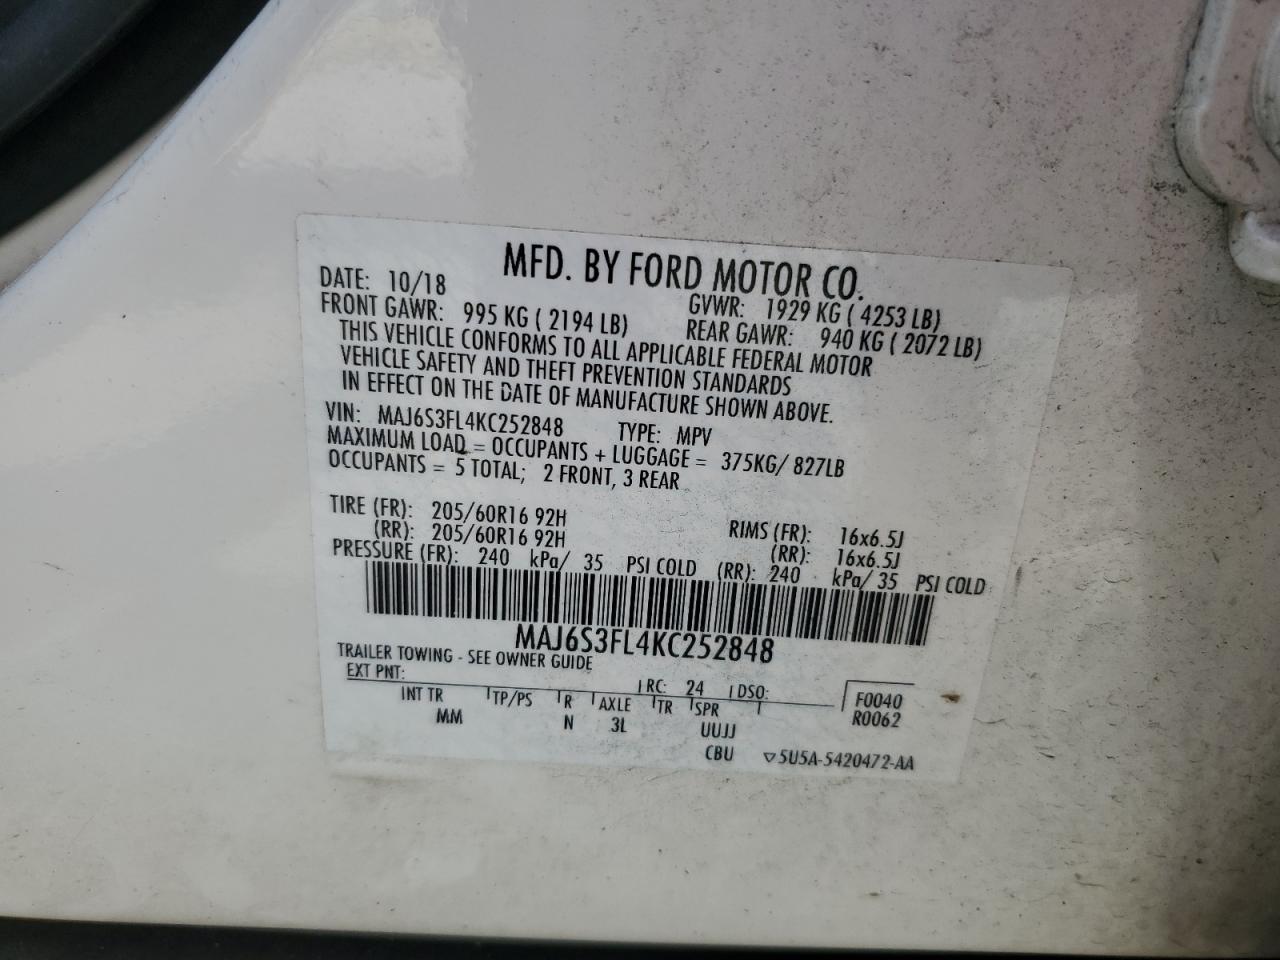 MFD. BY FORD MOTOR CO.
DATE: 10/18 GVWR: 1929 KG ( 4253 LB)
FRONT GAWR: 995 KG ( 2194 LB) REAR GAWR: 940 KG ( 2072 LB)
THIS VEHICLE CONFORMS TO ALL APPLICABLE FEDERAL MOTOR
VEHICLE SAFETY AND THEFT PREVENTION STANDARDS
IN EFFECT ON THE DATE OF MANUFACTURE SHOWN ABOVE.
VIN: MAJ6S3FL4KC252848 TYPE: MPV
MAXIMUM LOAD = OCCUPANTS + LUGGAGE = 375KG/ 827LB
OCCUPANTS = 5 TOTAL; 2 FRONT, 3 REAR
TIRE (FR): 205/60R16 92H RIMS (FR): 16x6.5J
(RR): 205/60R16 92H (RR): 16x6.5J
PRESSURE (FR): 240 kPa/ 35 PSI COLD (RR): 240 kPa/ 35 PSI COLD
MAJ6S3FL4KC252848
TRAILER TOWING - SEE OWNER GUIDE
EXT PNT: RC: 24 DSO: F0040
INT TR TP/PS R AXLE TR SPR R0062
MM N 3L UUJJ
CBU 5U5A-5420472-AA